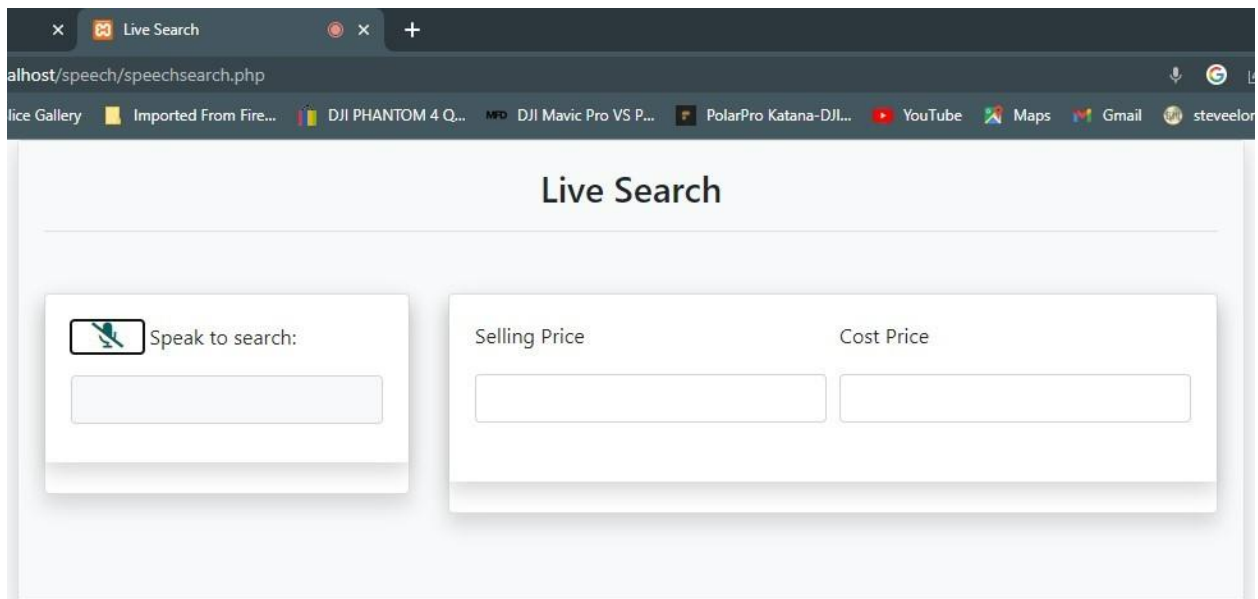 Live Search
alhost/speech/speechsearch.php
lice Gallery Imported From Fire... DJI PHANTOM 4 Q... MFD DJI Mavic Pro VS P... PolarPro Katana-DJI... YouTube Maps Gmail steveelor
Live Search
Speak to search:
Selling Price Cost Price